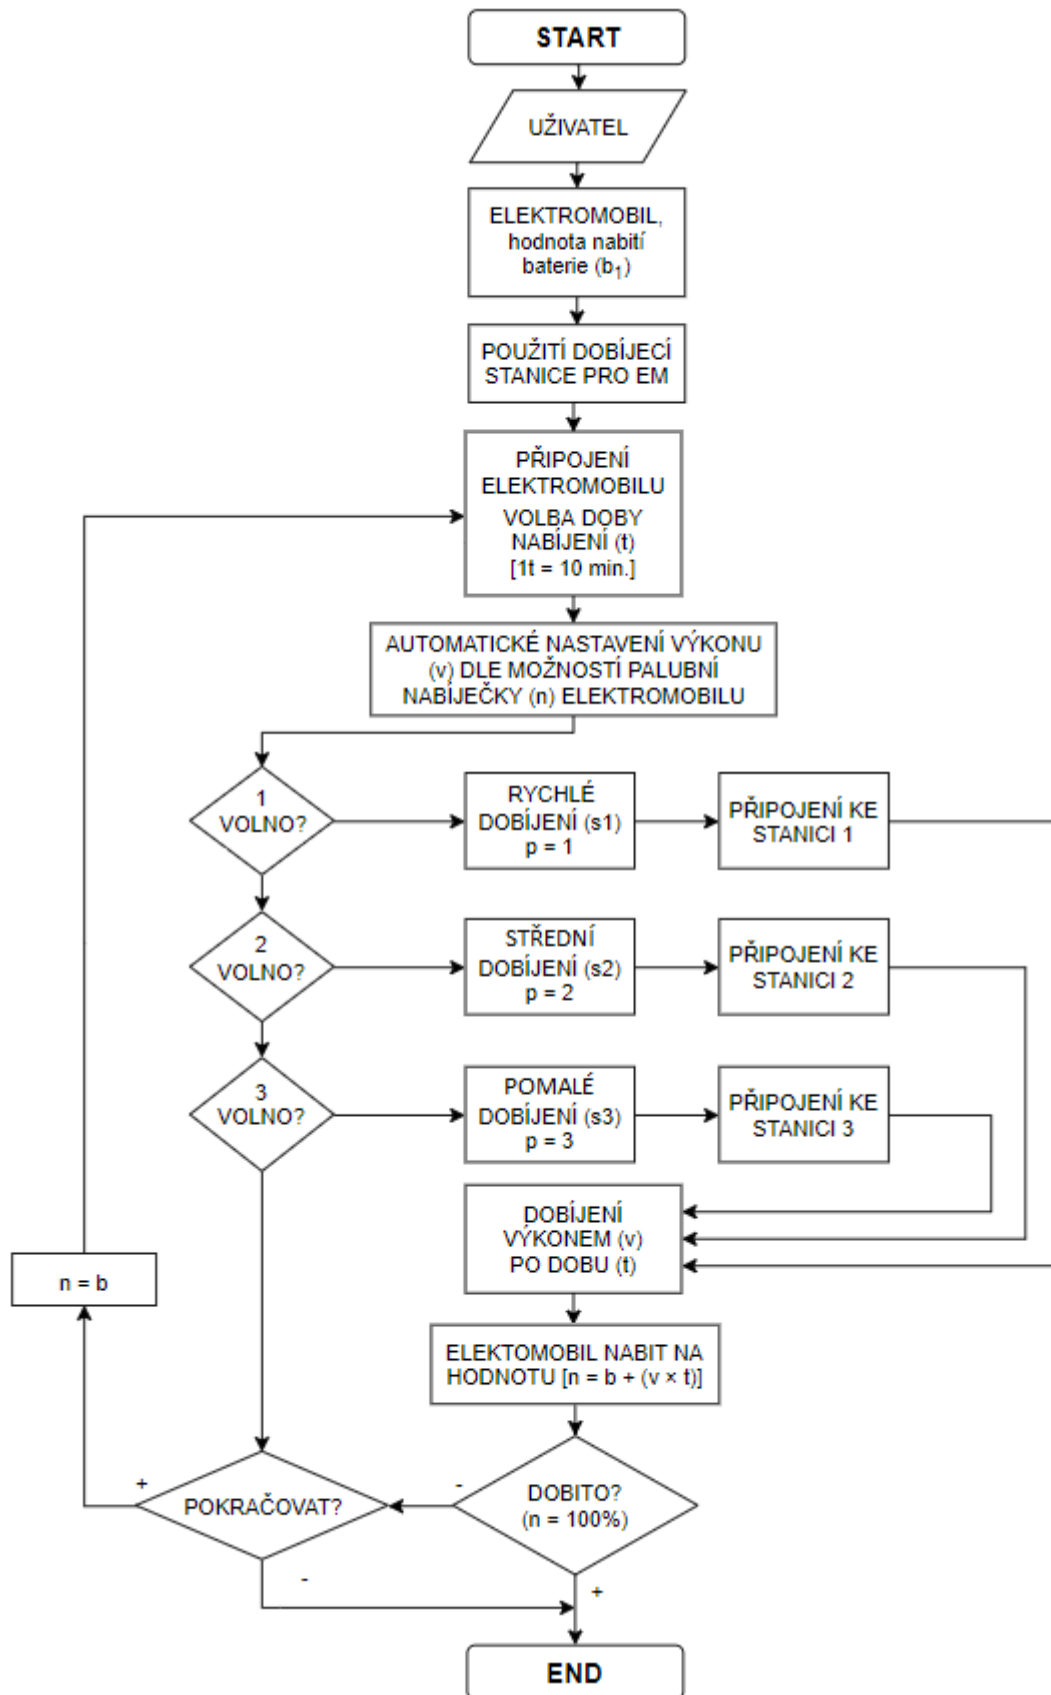 START
UŽIVATEL
ELEKTROMOBIL,
hodnota nabití
baterie (b₁)
POUŽITÍ DOBÍJECÍ
STANICE PRO EM
PŘIPOJENÍ
ELEKTROMOBILU
VOLBA DOBY
NABÍJENÍ (t)
[1t = 10 min.]
AUTOMATICKÉ NASTAVENÍ VÝKONU
(v) DLE MOŽNOSTÍ PALUBNÍ
NABÍJEČKY (n) ELEKTROMOBILU
1
VOLNO?
RYCHLÉ
DOBÍJENÍ (s1)
p = 1
PŘIPOJENÍ KE
STANICI 1
2
VOLNO?
STŘEDNÍ
DOBÍJENÍ (s2)
p = 2
PŘIPOJENÍ KE
STANICI 2
3
VOLNO?
POMALÉ
DOBÍJENÍ (s3)
p = 3
PŘIPOJENÍ KE
STANICI 3
DOBÍJENÍ
VÝKONEM (v)
PO DOBU (t)
n = b
ELEKTOMOBIL NABIT NA
HODNOTU [n = b + (v × t)]
+
POKRAČOVAT?
-
-
DOBITO?
(n = 100%)
+
END